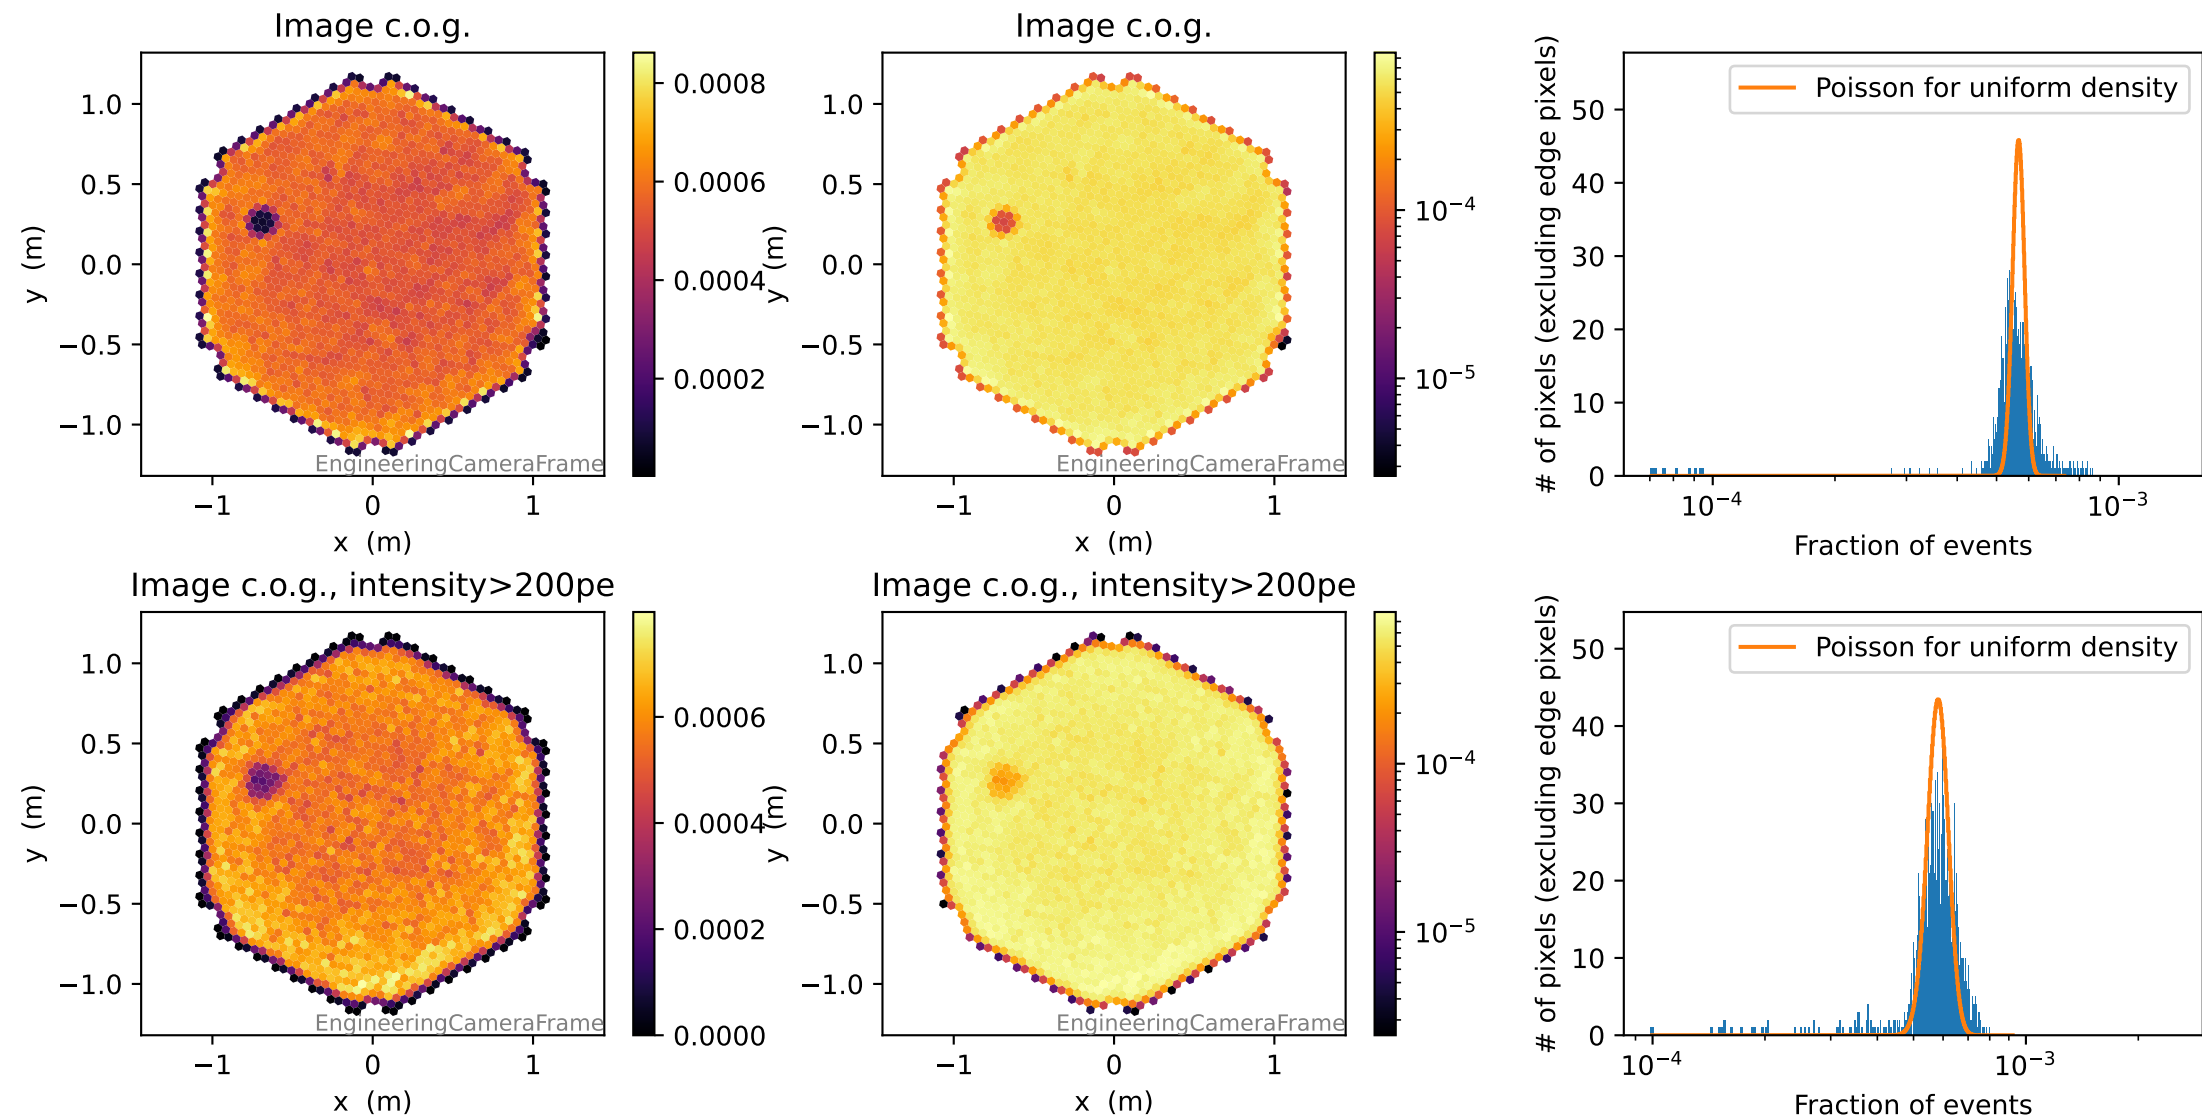 Image c.o.g.
1.0
0.5
0.0
−0.5
−1.0
y (m)
−1
0
1
x (m)
EngineeringCameraFrame
0.0008
0.0006
0.0004
0.0002
Image c.o.g.
1.0
0.5
0.0
−0.5
−1.0
y (m)
−1
0
1
x (m)
EngineeringCameraFrame
10⁻⁴
10⁻⁵
Poisson for uniform density
# of pixels (excluding edge pixels)
50
40
30
20
10
0
10⁻⁴
10⁻³
Fraction of events
Image c.o.g., intensity>200pe
1.0
0.5
0.0
−0.5
−1.0
y (m)
−1
0
1
x (m)
EngineeringCameraFrame
0.0006
0.0004
0.0002
0.0000
Image c.o.g., intensity>200pe
1.0
0.5
0.0
−0.5
−1.0
y (m)
−1
0
1
x (m)
EngineeringCameraFrame
10⁻⁴
10⁻⁵
Poisson for uniform density
# of pixels (excluding edge pixels)
50
40
30
20
10
0
10⁻⁴
10⁻³
Fraction of events